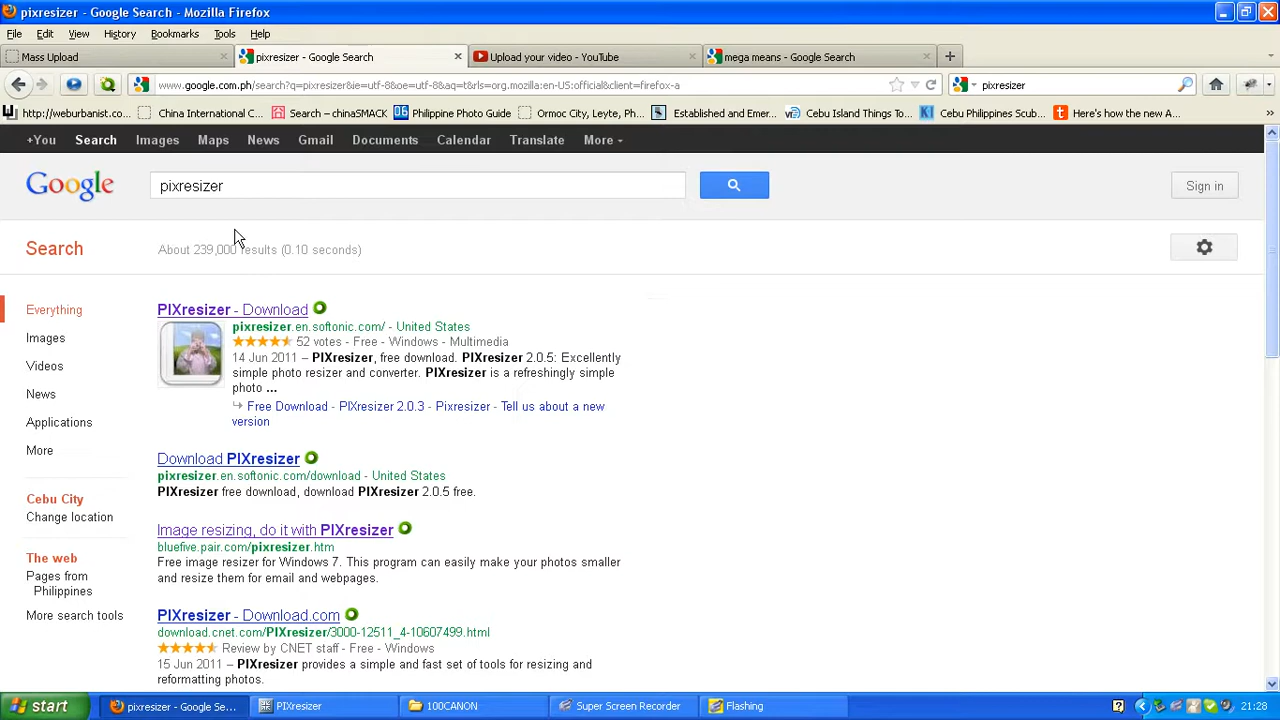 pixresizer - Google Search - Mozilla Firefox
File Edit View History Bookmarks Tools Help
Mass Upload
pixresizer - Google Search
Upload your video - YouTube
mega means - Google Search
www.google.com.ph/search?q=pixresizer&ie=utf-8&oe=utf-8&aq=t&rls=org.mozilla:en-US:official&client=firefox-a
pixresizer
http://weburbanist.co...
China International C...
Search – chinaSMACK
Philippine Photo Guide
Ormoc City, Leyte, Ph...
Established and Emer...
Cebu Island Things To...
Cebu Philippines Scub...
Here's how the new A...
+You Search Images Maps News Gmail Documents Calendar Translate More
Google
pixresizer
Sign in
Search
About 239,000 results (0.10 seconds)
Everything
Images
Videos
News
Applications
More
Cebu City
Change location
The web
Pages from
Philippines
More search tools
PIXresizer - Download
pixresizer.en.softonic.com/ - United States
52 votes - Free - Windows - Multimedia
14 Jun 2011 – PIXresizer, free download. PIXresizer 2.0.5: Excellently
simple photo resizer and converter. PIXresizer is a refreshingly simple
photo ...
Free Download - PIXresizer 2.0.3 - Pixresizer - Tell us about a new
version
Download PIXresizer
pixresizer.en.softonic.com/download - United States
PIXresizer free download, download PIXresizer 2.0.5 free.
Image resizing, do it with PIXresizer
bluefive.pair.com/pixresizer.htm
Free image resizer for Windows 7. This program can easily make your photos smaller
and resize them for email and webpages.
PIXresizer - Download.com
download.cnet.com/PIXresizer/3000-12511_4-10607499.html
Review by CNET staff - Free - Windows
15 Jun 2011 – PIXresizer provides a simple and fast set of tools for resizing and
reformatting photos.
start
pixresizer - Google Se...
PIXresizer
100CANON
Super Screen Recorder
Flashing
21:28